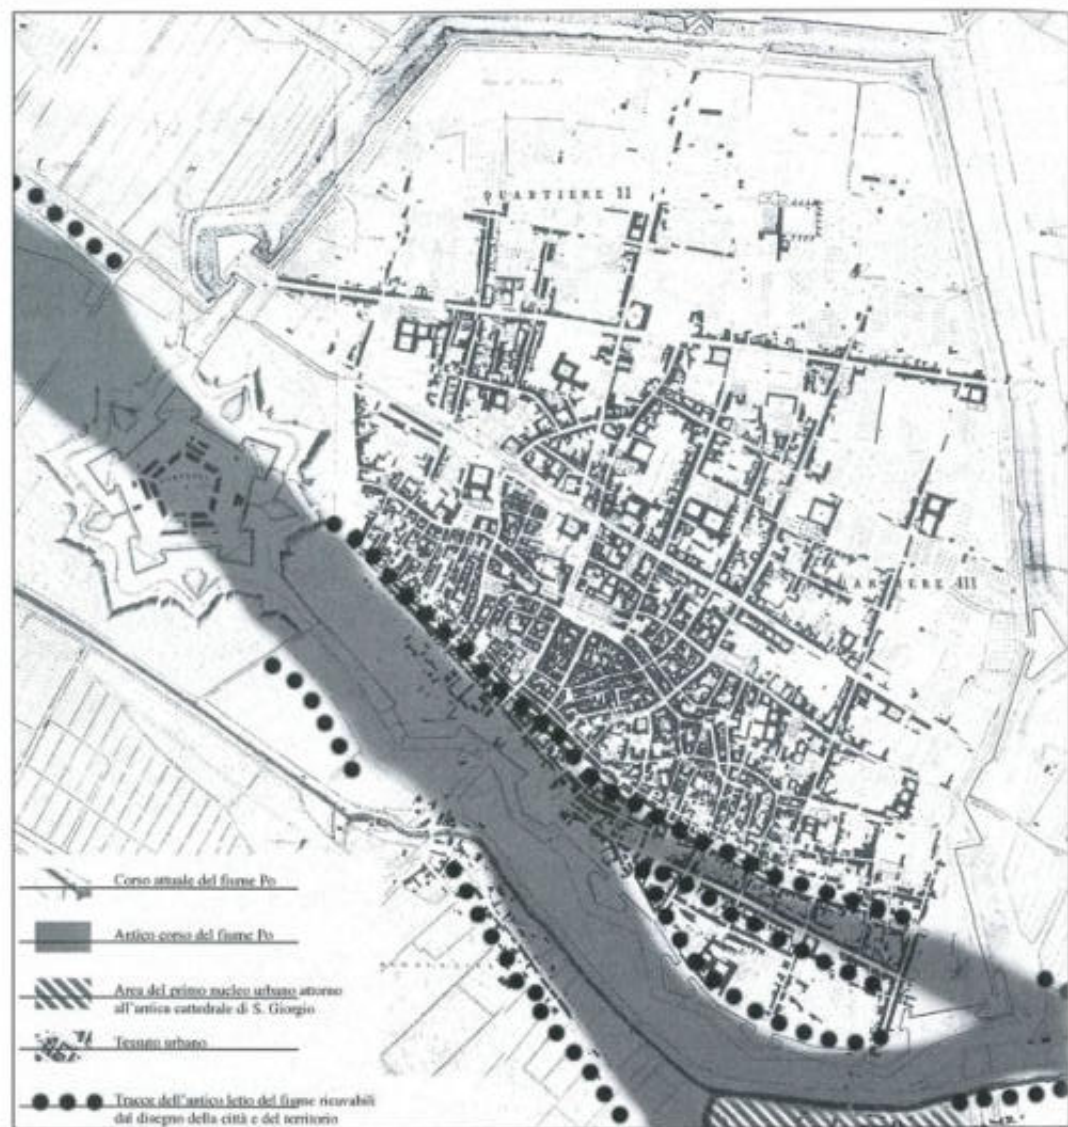 QUARTIERE II
QUARTIERE III
Corso attuale del fiume Po
Antico corso del fiume Po
Area del primo nucleo urbano attorno
all'antica cattedrale di S. Giorgio
Tessuto urbano
Tracce dell'antico letto del fiume ricavabili
dal disegno della città e del territorio